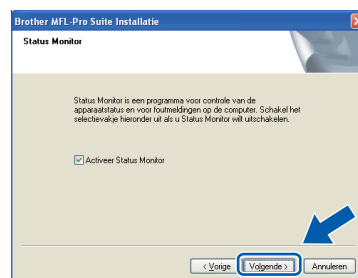 Brother MFL-Pro Suite Installatie
Status Monitor
Status Monitor is een programma voor controle van de
apparaatstatus en voor foutmeldingen op de computer. Schakel het
selectievakje hieronder uit als u Status Monitor wilt uitschakelen.
Activeer Status Monitor
< Vorige Volgende > Annuleren